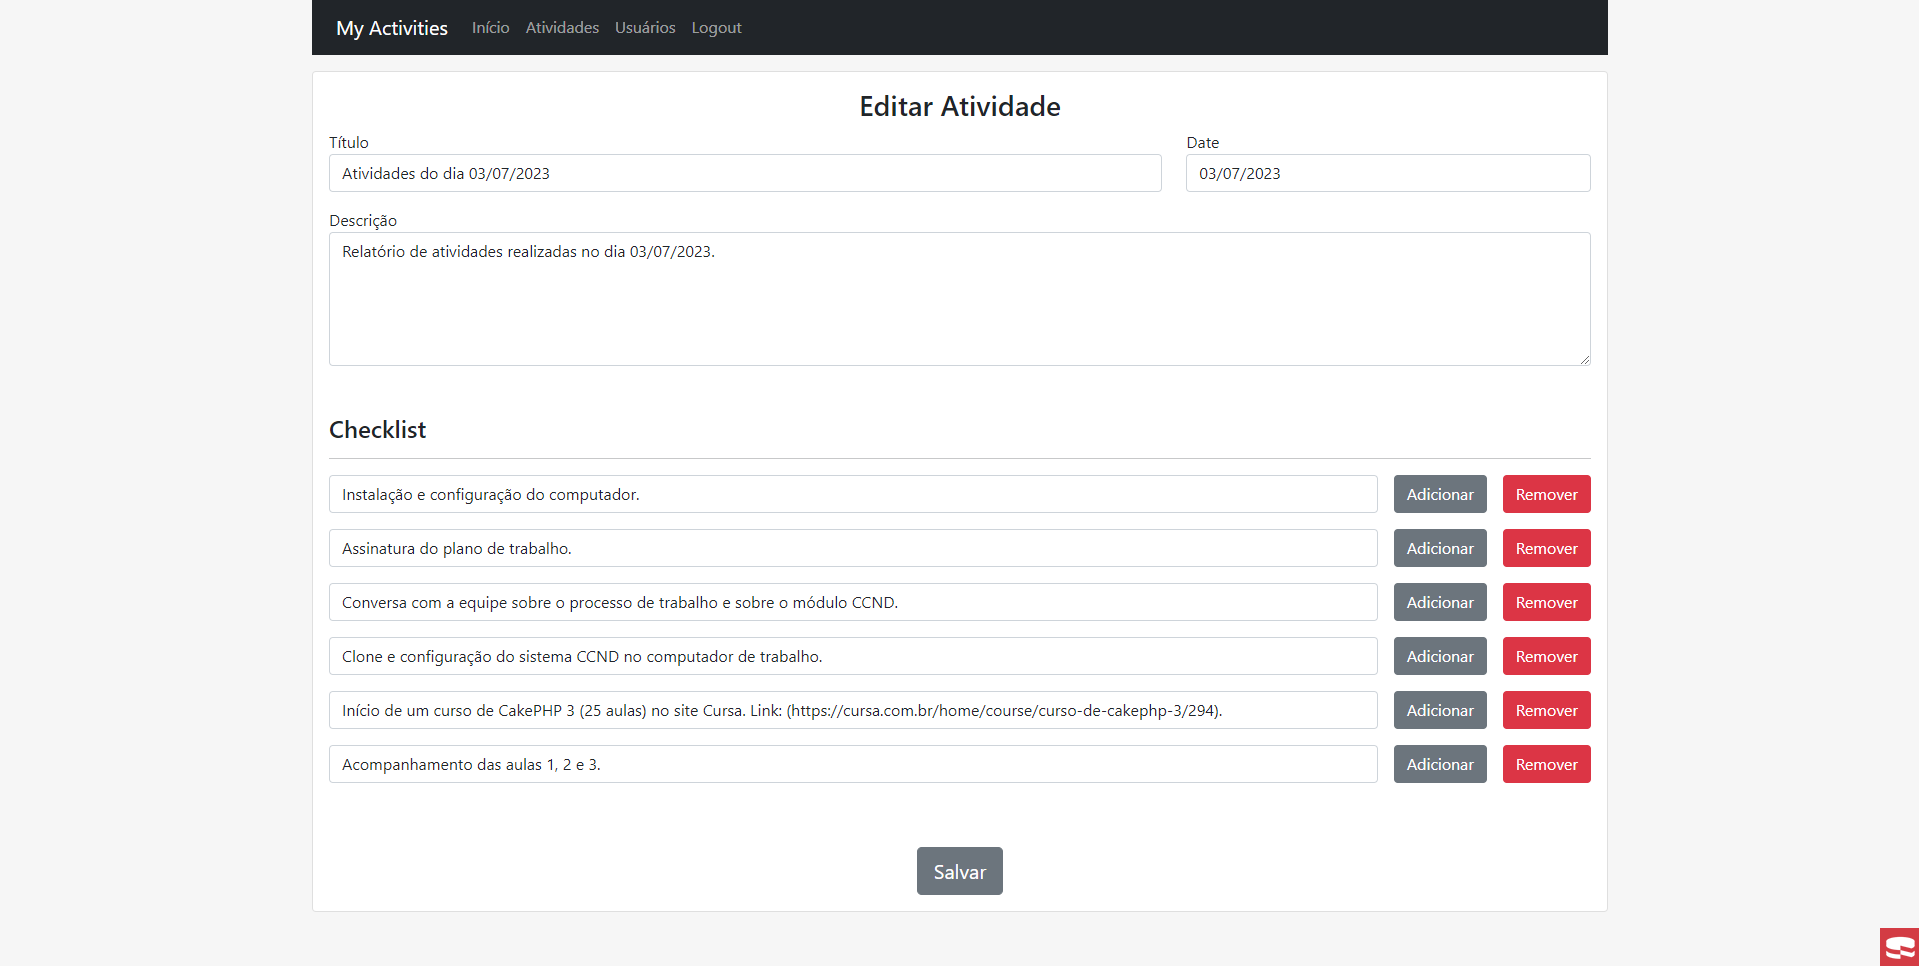 My Activities Início Atividades Usuários Logout
Editar Atividade
Título Date
Atividades do dia 03/07/2023 03/07/2023
Descrição
Relatório de atividades realizadas no dia 03/07/2023.
Checklist
Instalação e configuração do computador. Adicionar Remover
Assinatura do plano de trabalho. Adicionar Remover
Conversa com a equipe sobre o processo de trabalho e sobre o módulo CCND. Adicionar Remover
Clone e configuração do sistema CCND no computador de trabalho. Adicionar Remover
Início de um curso de CakePHP 3 (25 aulas) no site Cursa. Link: (https://cursa.com.br/home/course/curso-de-cakephp-3/294). Adicionar Remover
Acompanhamento das aulas 1, 2 e 3. Adicionar Remover
Salvar